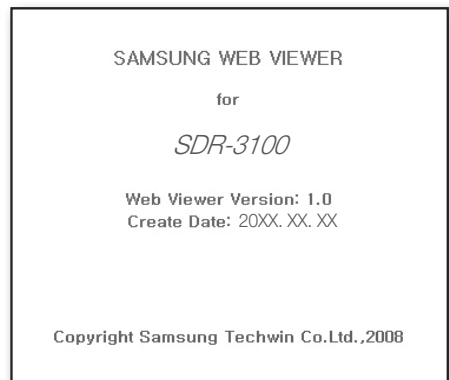 SAMSUNG WEB VIEWER
for
SDR-3100
Web Viewer Version: 1.0
Create Date: 20XX. XX. XX
Copyright Samsung Techwin Co.Ltd.,2008